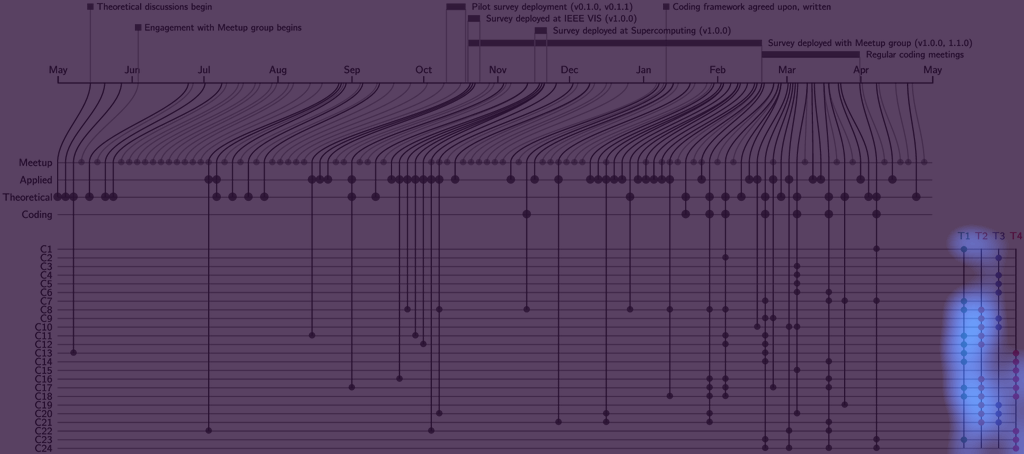 Theoretical discussions begin
Engagement with Meetup group begins
Pilot survey deployment (v0.1.0, v0.1.1)
Survey deployed at IEEE VIS (v1.0.0)
Survey deployed at Supercomputing (v1.0.0)
Coding framework agreed upon, written
Survey deployed with Meetup group (v1.0.0, 1.1.0)
Regular coding meetings
May Jun Jul Aug Sep Oct Nov Dec Jan Feb Mar Apr May
Meetup
Applied
Theoretical
Coding
T1 T2 T3 T4
C1
C2
C3
C4
C5
C6
C7
C8
C9
C10
C11
C12
C13
C14
C15
C16
C17
C18
C19
C20
C21
C22
C23
C24